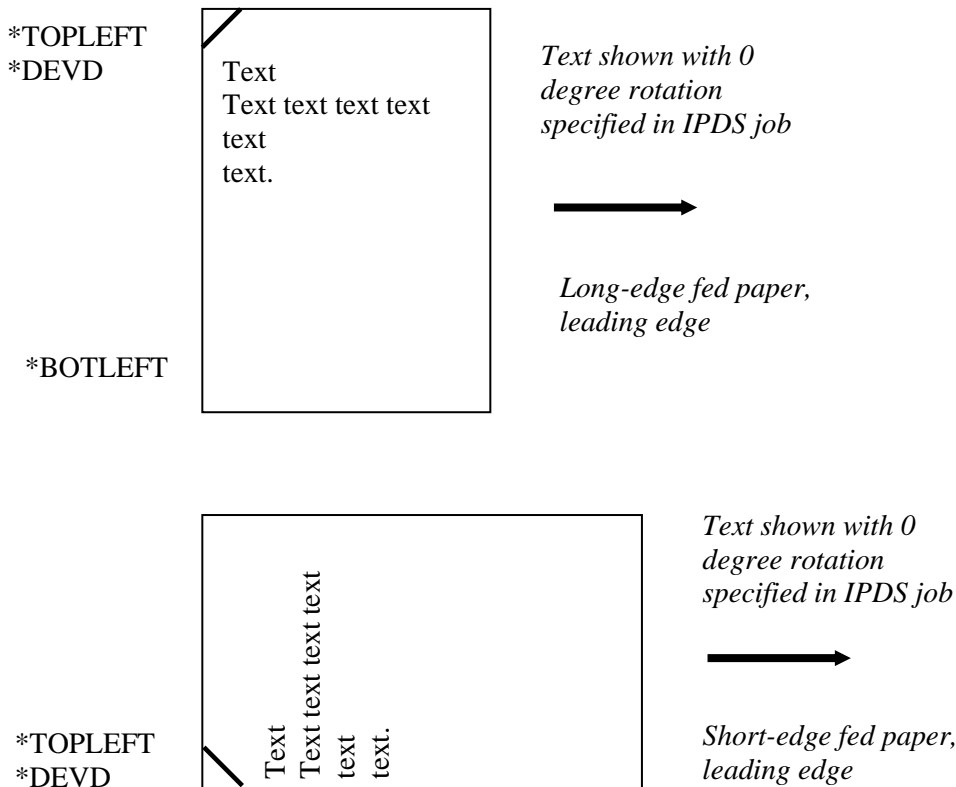 *TOPLEFT
*DEVD
Text
Text text text text
text
text.
*BOTLEFT
Text shown with 0
degree rotation
specified in IPDS job
Long-edge fed paper,
leading edge
Text
Text text text text
text
text.
*TOPLEFT
*DEVD
Text shown with 0
degree rotation
specified in IPDS job
Short-edge fed paper,
leading edge